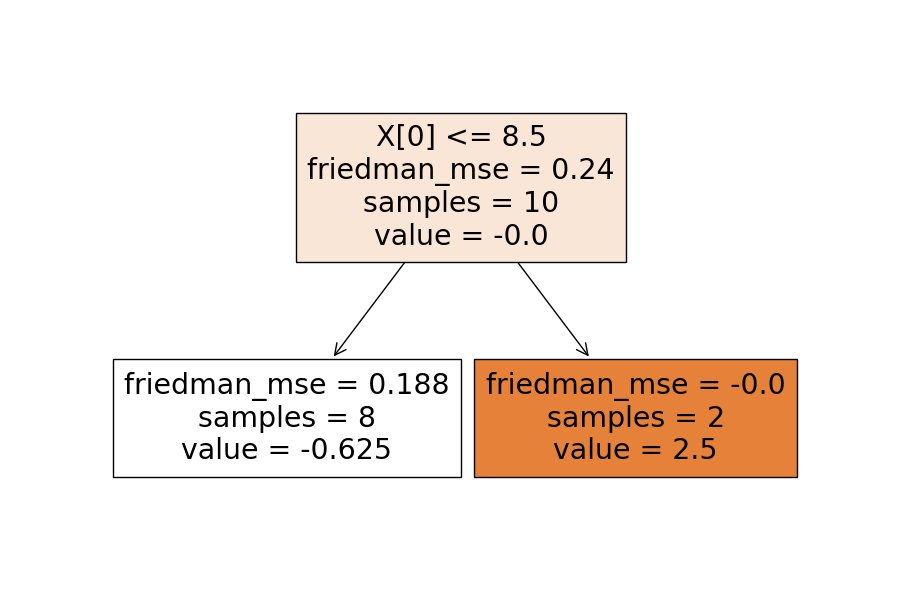 X[0] <= 8.5
friedman_mse = 0.24
samples = 10
value = -0.0
friedman_mse = 0.188
samples = 8
value = -0.625
friedman_mse = -0.0
samples = 2
value = 2.5